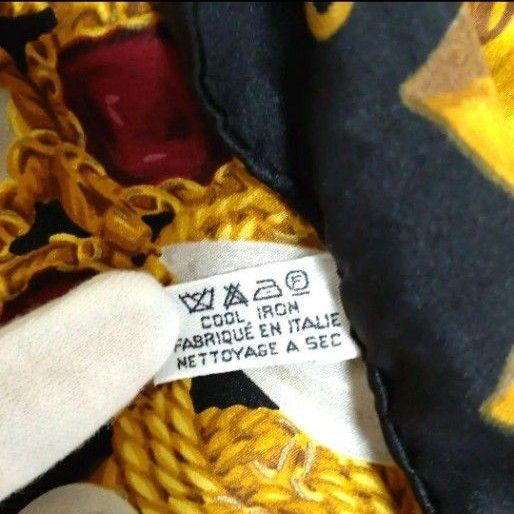 COOL IRON
FABRIQUÉ EN ITALIE
NETTOYAGE A SEC